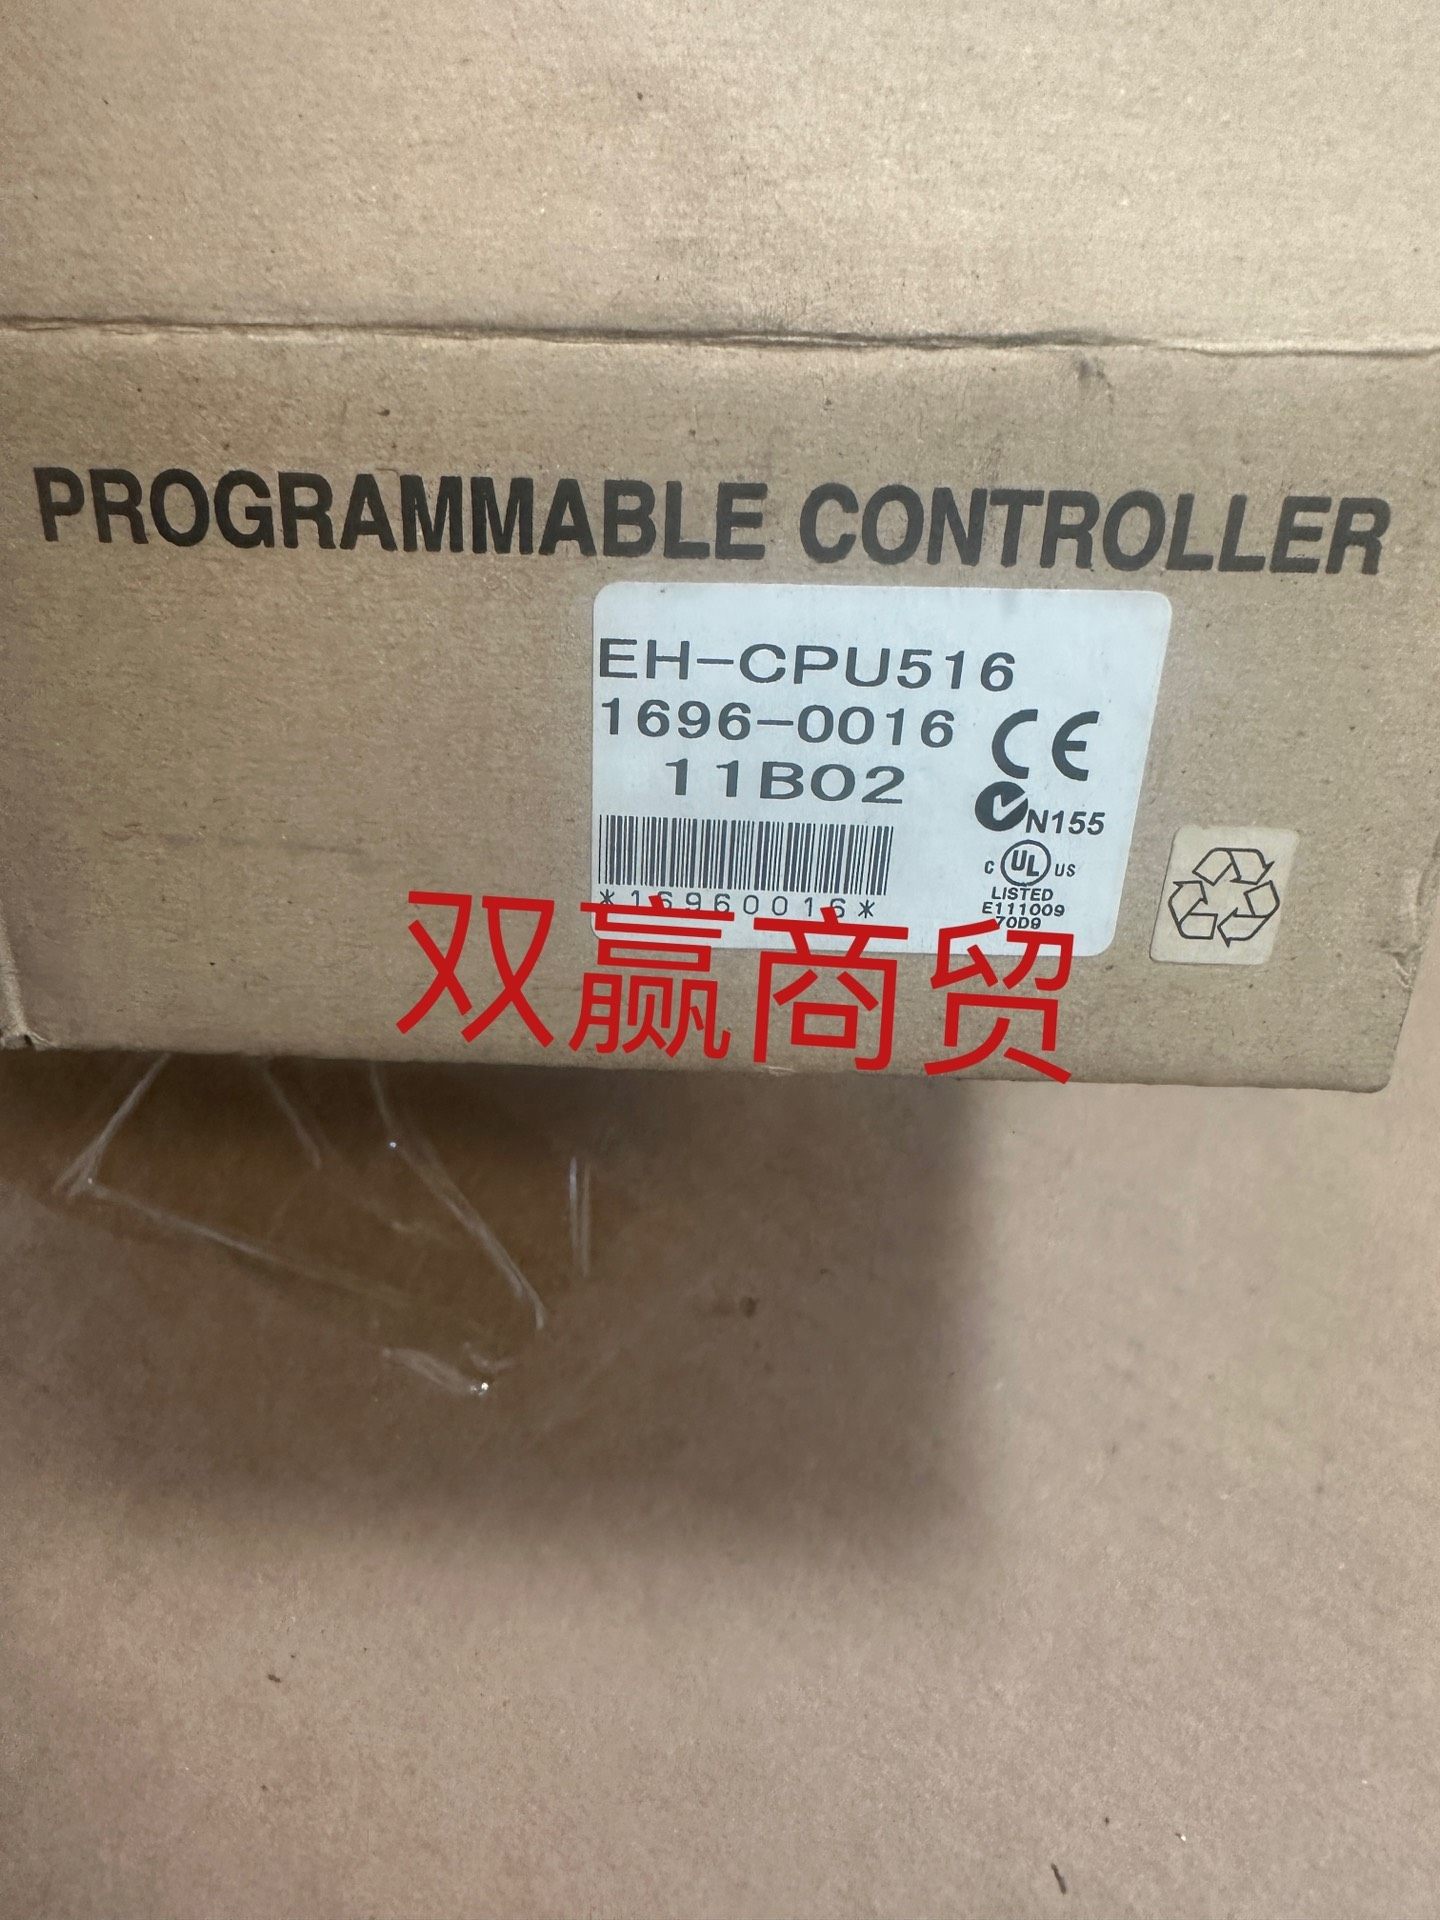 PROGRAMMABLE CONTROLLER
EH-CPU516
1696-0016
11B02
CE
N155
*16960016*
C UL US
LISTED
E111009
70D9
双赢商贸